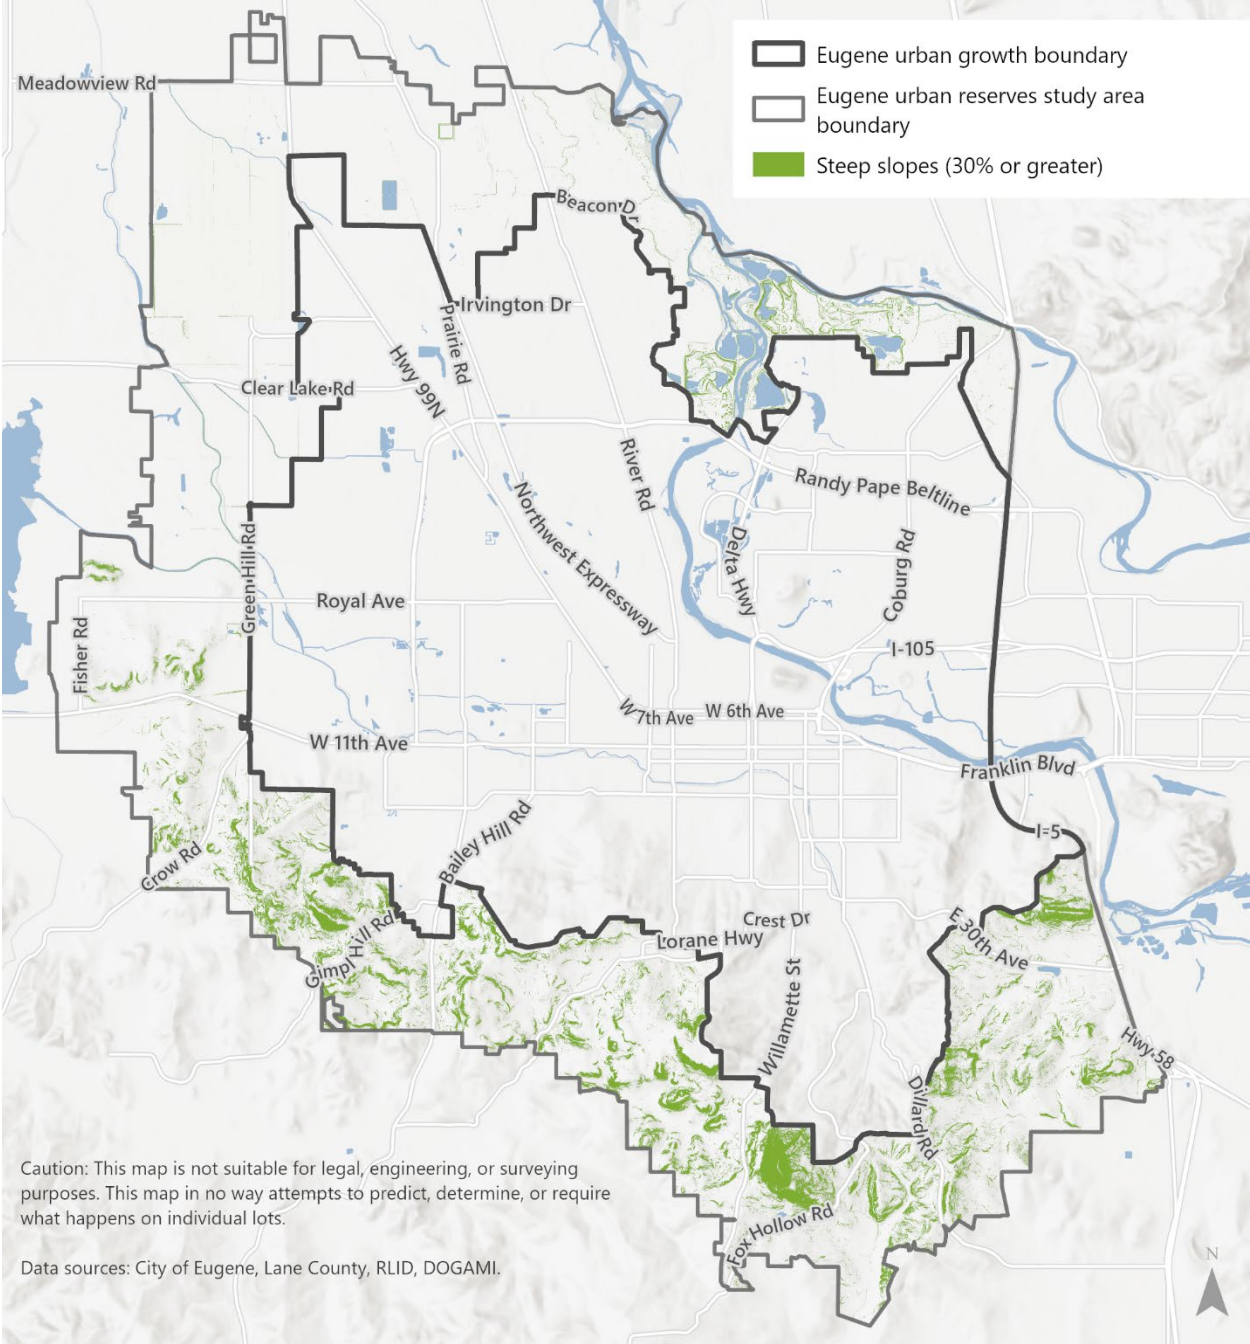 Eugene urban growth boundary
Eugene urban reserves study area
boundary
Steep slopes (30% or greater)
Meadowview Rd
Beacon Dr
Irvington Dr
Prairie Rd
Hwy 99N
Clear Lake Rd
River Rd
Randy Pape Beltline
Northwest Expressway
Delta Hwy
Coburg Rd
Green Hill Rd
Royal Ave
Fisher Rd
I-105
W 7th Ave
W 6th Ave
W 11th Ave
Franklin Blvd
Bailey Hill Rd
I-5
Crow Rd
Gimpl Hill Rd
Crest Dr
Lorane Hwy
E 30th Ave
Willamette St
Hwy 58
Dillard Rd
Fox Hollow Rd
Caution: This map is not suitable for legal, engineering, or surveying
purposes. This map in no way attempts to predict, determine, or require
what happens on individual lots.
Data sources: City of Eugene, Lane County, RLID, DOGAMI.
N